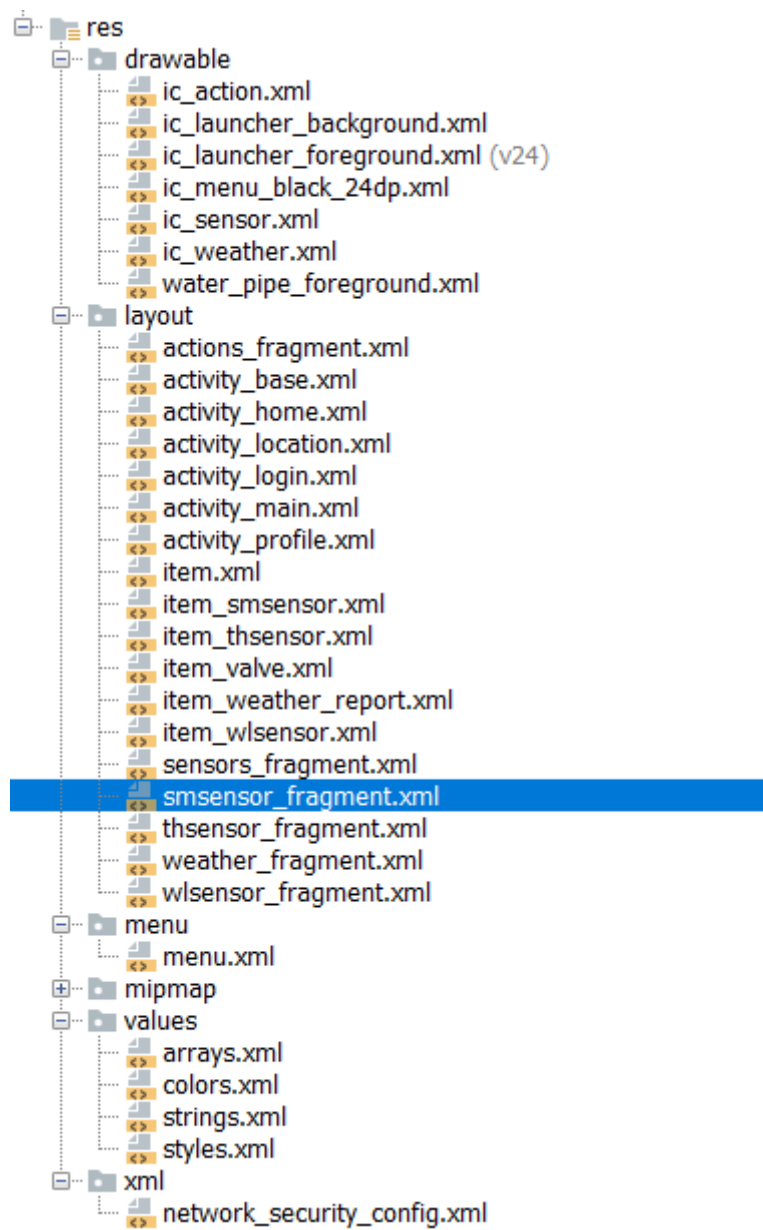 res
drawable
ic_action.xml
ic_launcher_background.xml
ic_launcher_foreground.xml (v24)
ic_menu_black_24dp.xml
ic_sensor.xml
ic_weather.xml
water_pipe_foreground.xml
layout
actions_fragment.xml
activity_base.xml
activity_home.xml
activity_location.xml
activity_login.xml
activity_main.xml
activity_profile.xml
item.xml
item_smsensor.xml
item_thsensor.xml
item_valve.xml
item_weather_report.xml
item_wlsensor.xml
sensors_fragment.xml
smsensor_fragment.xml
thsensor_fragment.xml
weather_fragment.xml
wlsensor_fragment.xml
menu
menu.xml
mipmap
values
arrays.xml
colors.xml
strings.xml
styles.xml
xml
network_security_config.xml